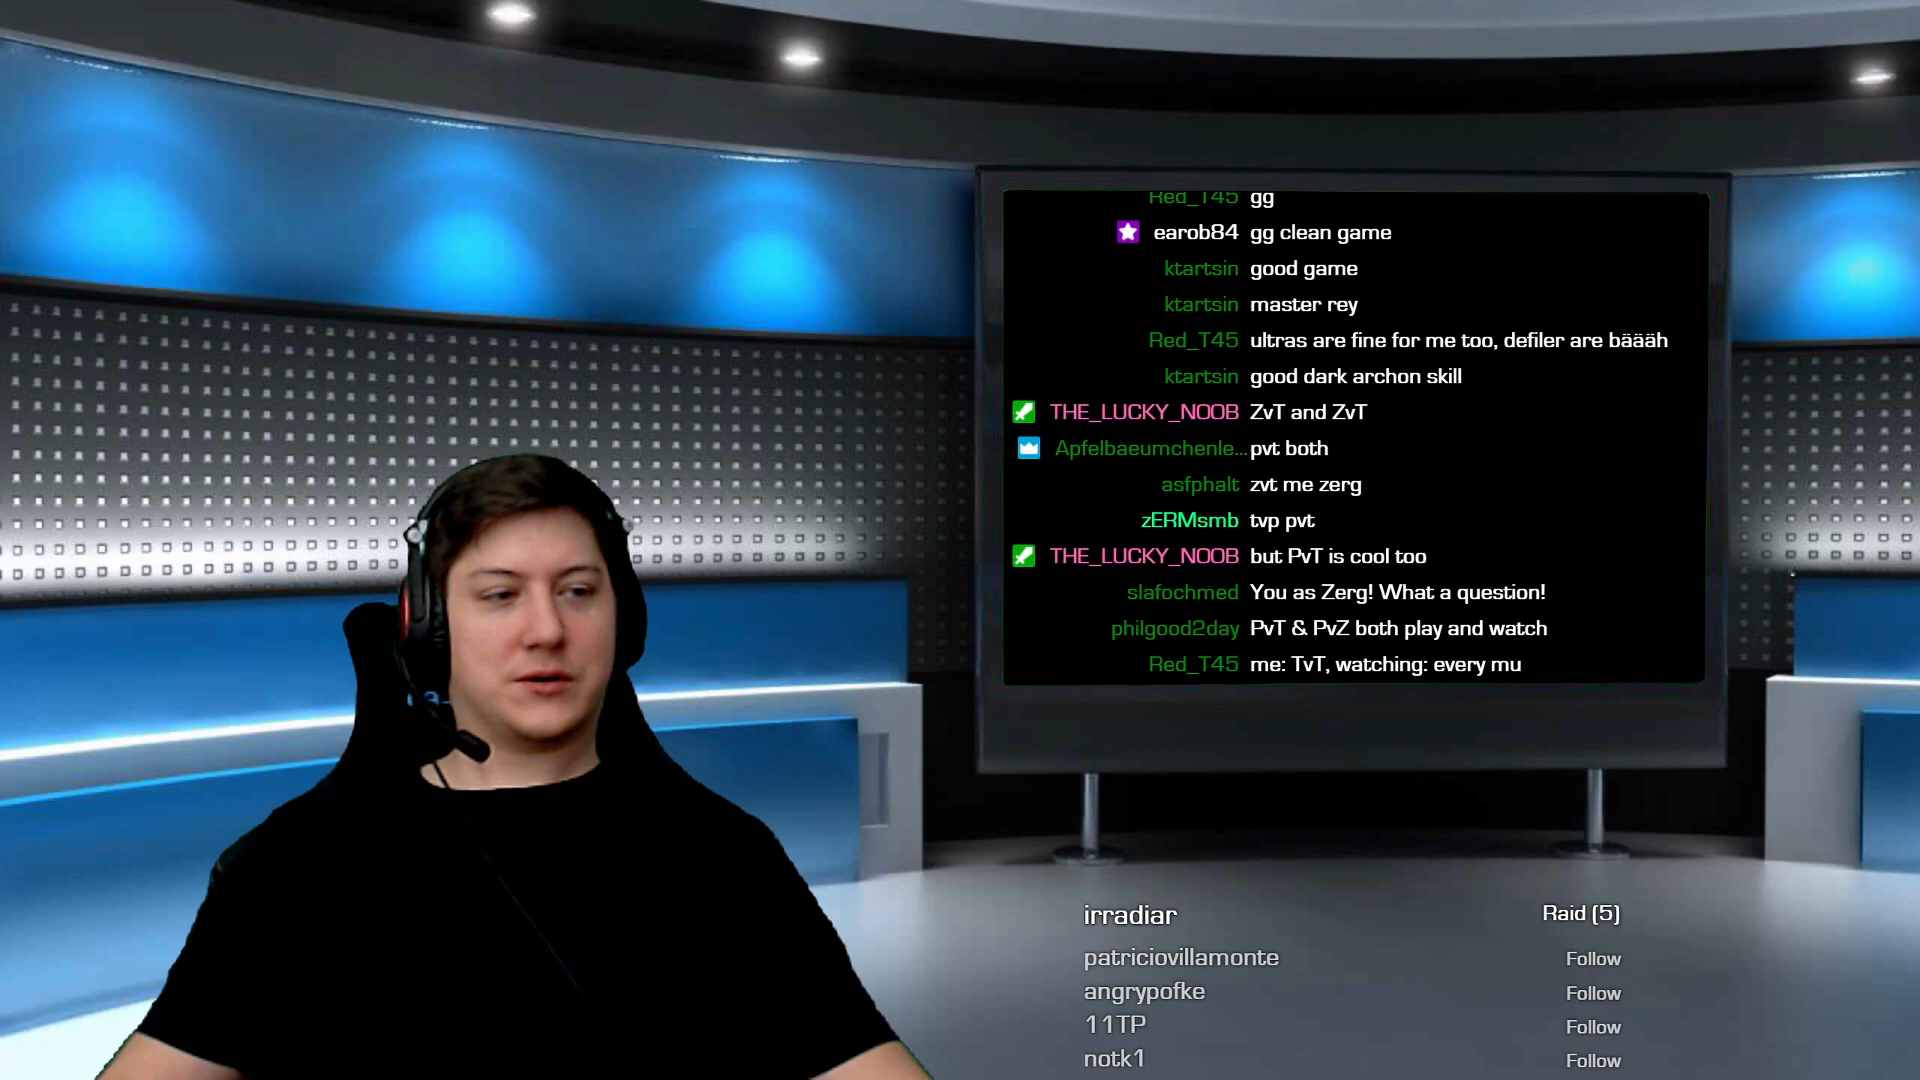 Red_T45 gg
earob84 gg clean game
ktartsin good game
ktartsin master rey
Red_T45 ultras are fine for me too, defiler are bäääh
ktartsin good dark archon skill
THE_LUCKY_NOOB ZvT and ZvT
Apfelbaeumchenle... pvt both
asfphalt zvt me zerg
zERMsmb tvp pvt
THE_LUCKY_NOOB but PvT is cool too
slafochmed You as Zerg! What a question!
philgood2day PvT & PvZ both play and watch
Red_T45 me: TvT, watching: every mu
irradiar Raid (5)
patriciovillamonte Follow
angrypofke Follow
11TP Follow
notk1 Follow